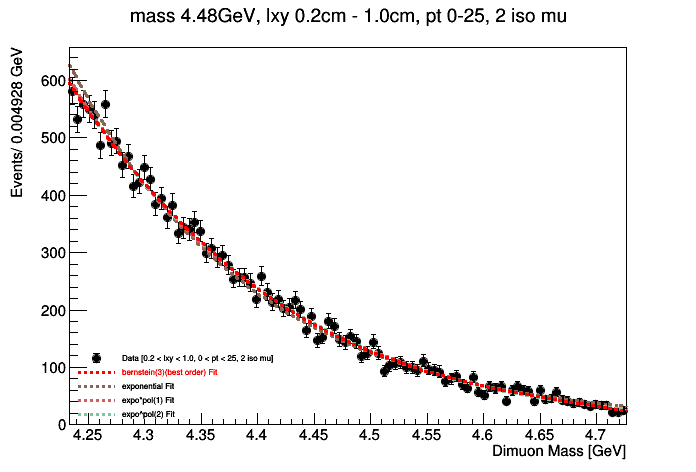 mass 4.48GeV, lxy 0.2cm - 1.0cm, pt 0-25, 2 iso mu
Events/ 0.004928 GeV
600
500
400
300
200
100
0
Data [0.2 < lxy < 1.0, 0 < pt < 25, 2 iso mu]
bernstein(3)(best order) Fit
exponential Fit
expo*pol(1) Fit
expo*pol(2) Fit
4.25 4.3 4.35 4.4 4.45 4.5 4.55 4.6 4.65 4.7
Dimuon Mass [GeV]